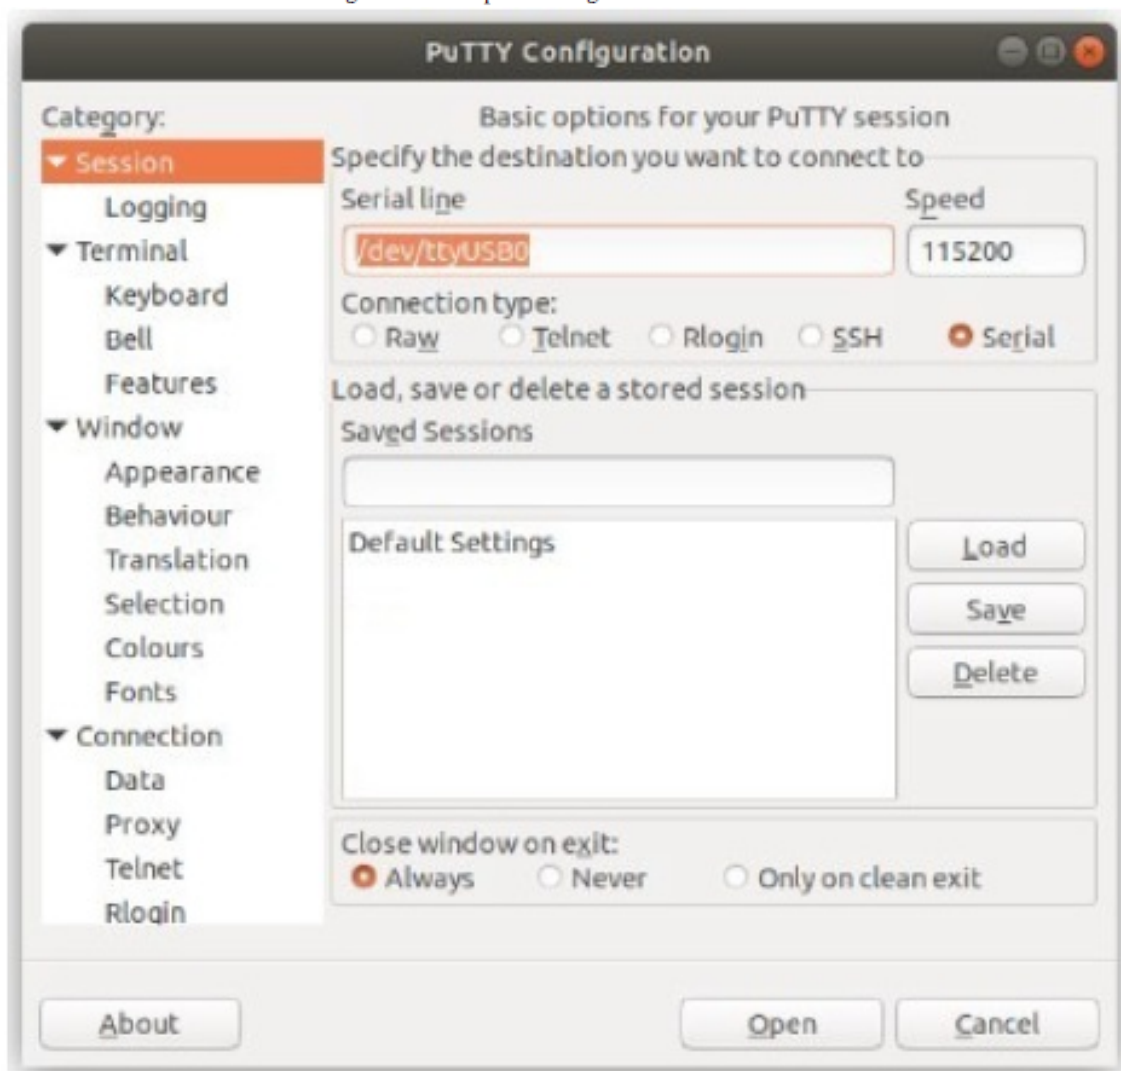 PuTTY Configuration
Category:
Session
Logging
Terminal
Keyboard
Bell
Features
Window
Appearance
Behaviour
Translation
Selection
Colours
Fonts
Connection
Data
Proxy
Telnet
Rlogin
Basic options for your PuTTY session
Specify the destination you want to connect to
Serial line Speed
/dev/ttyUSB0 115200
Connection type:
Raw Telnet Rlogin SSH Serial
Load, save or delete a stored session
Saved Sessions
Default Settings
Load
Save
Delete
Close window on exit:
Always Never Only on clean exit
About Open Cancel